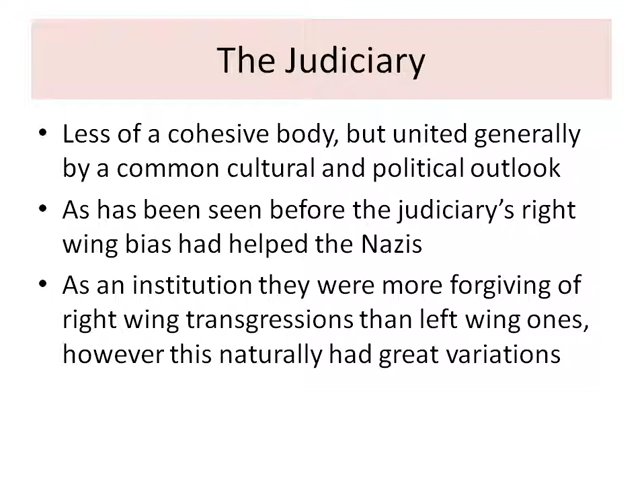 The Judiciary
• Less of a cohesive body, but united generally
by a common cultural and political outlook
• As has been seen before the judiciary’s right
wing bias had helped the Nazis
• As an institution they were more forgiving of
right wing transgressions than left wing ones,
however this naturally had great variations